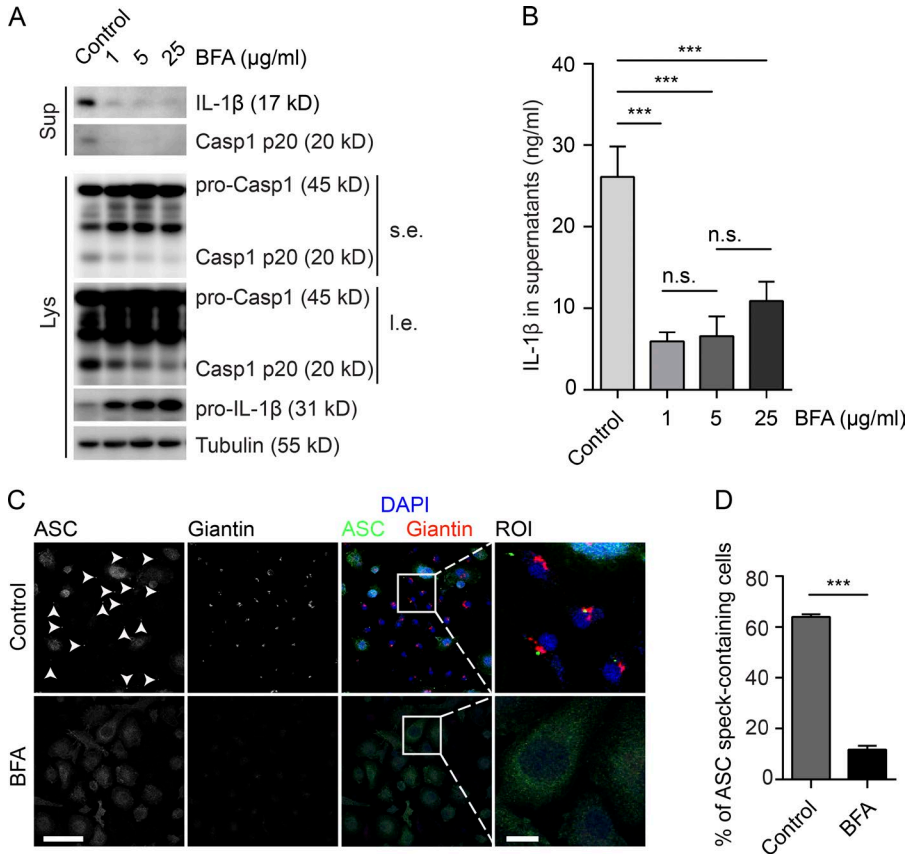 A
Control
1 5 25 BFA (µg/ml)
Sup
IL-1β (17 kD)
Casp1 p20 (20 kD)
Lys
pro-Casp1 (45 kD)
s.e.
Casp1 p20 (20 kD)
pro-Casp1 (45 kD)
l.e.
Casp1 p20 (20 kD)
pro-IL-1β (31 kD)
Tubulin (55 kD)
B
IL-1β in supernatants (ng/ml)
40
30
20
10
0
***
***
***
n.s.
n.s.
Control 1 5 25 BFA (µg/ml)
C
DAPI
ASC Giantin ASC Giantin ROI
Control
BFA
D
% of ASC speck-containing cells
80
60
40
60
20
0
***
Control BFA